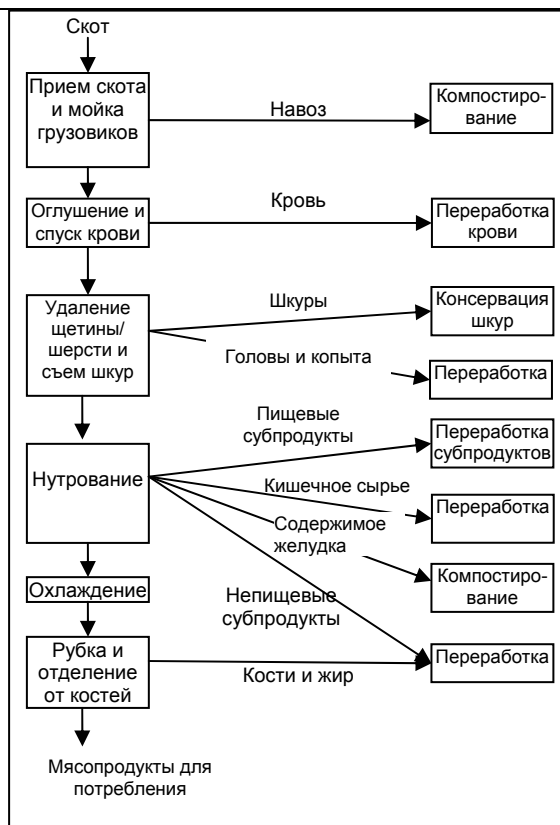 Скот
Прием скота
и мойка
грузовиков
Навоз
Компостиро-
вание
Оглушение и
спуск крови
Кровь
Переработка
крови
Удаление
щетины/
шерсти и
съем шкур
Шкуры
Консервация
шкур
Головы и копыта
Переработка
Нутрование
Пищевые
субпродукты
Переработка
субпродуктов
Кишечное сырье
Переработка
Содержимое
желудка
Компостиро-
вание
Охлаждение
Непищевые
субпродукты
Рубка и
отделение
от костей
Кости и жир
Переработка
Мясопродукты для
потребления